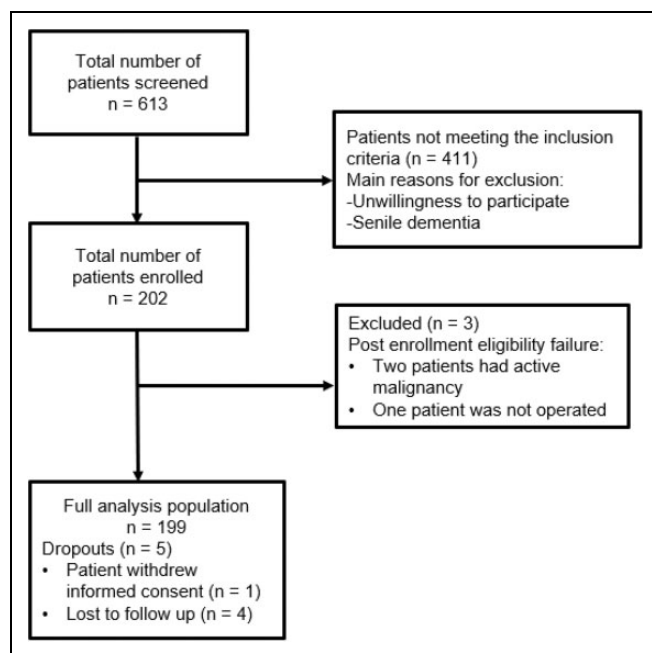 Total number of
patients screened
n = 613
Patients not meeting the inclusion
criteria (n = 411)
Main reasons for exclusion:
-Unwillingness to participate
-Senile dementia
Total number of
patients enrolled
n = 202
Excluded (n = 3)
Post enrollment eligibility failure:
• Two patients had active
malignancy
• One patient was not operated
Full analysis population
n = 199
Dropouts (n = 5)
• Patient withdrew
informed consent (n = 1)
• Lost to follow up (n = 4)